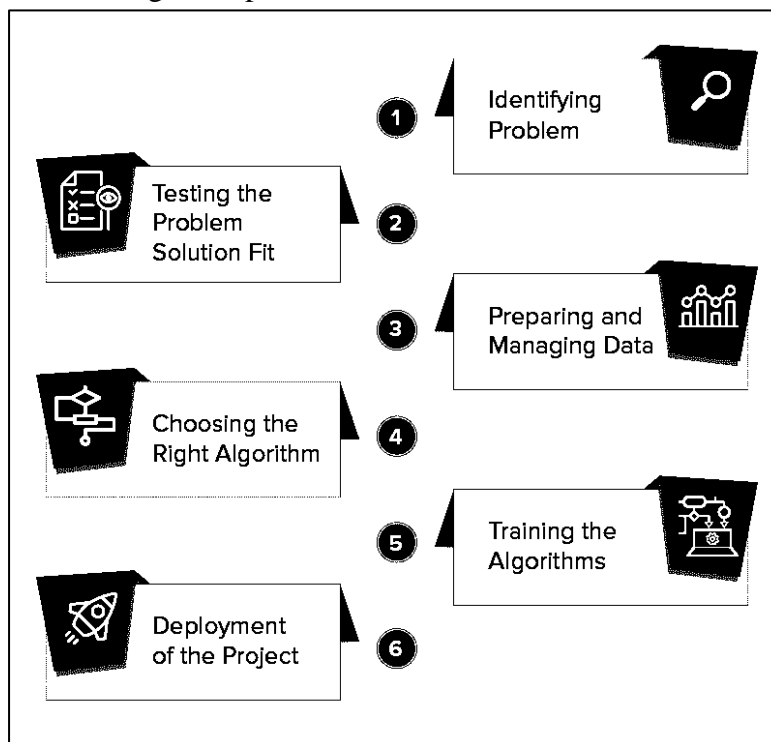 1
Identifying
Problem
Testing the
Problem
Solution Fit
2
3
Preparing and
Managing Data
Choosing the
Right Algorithm
4
5
Training the
Algorithms
Deployment
of the Project
6